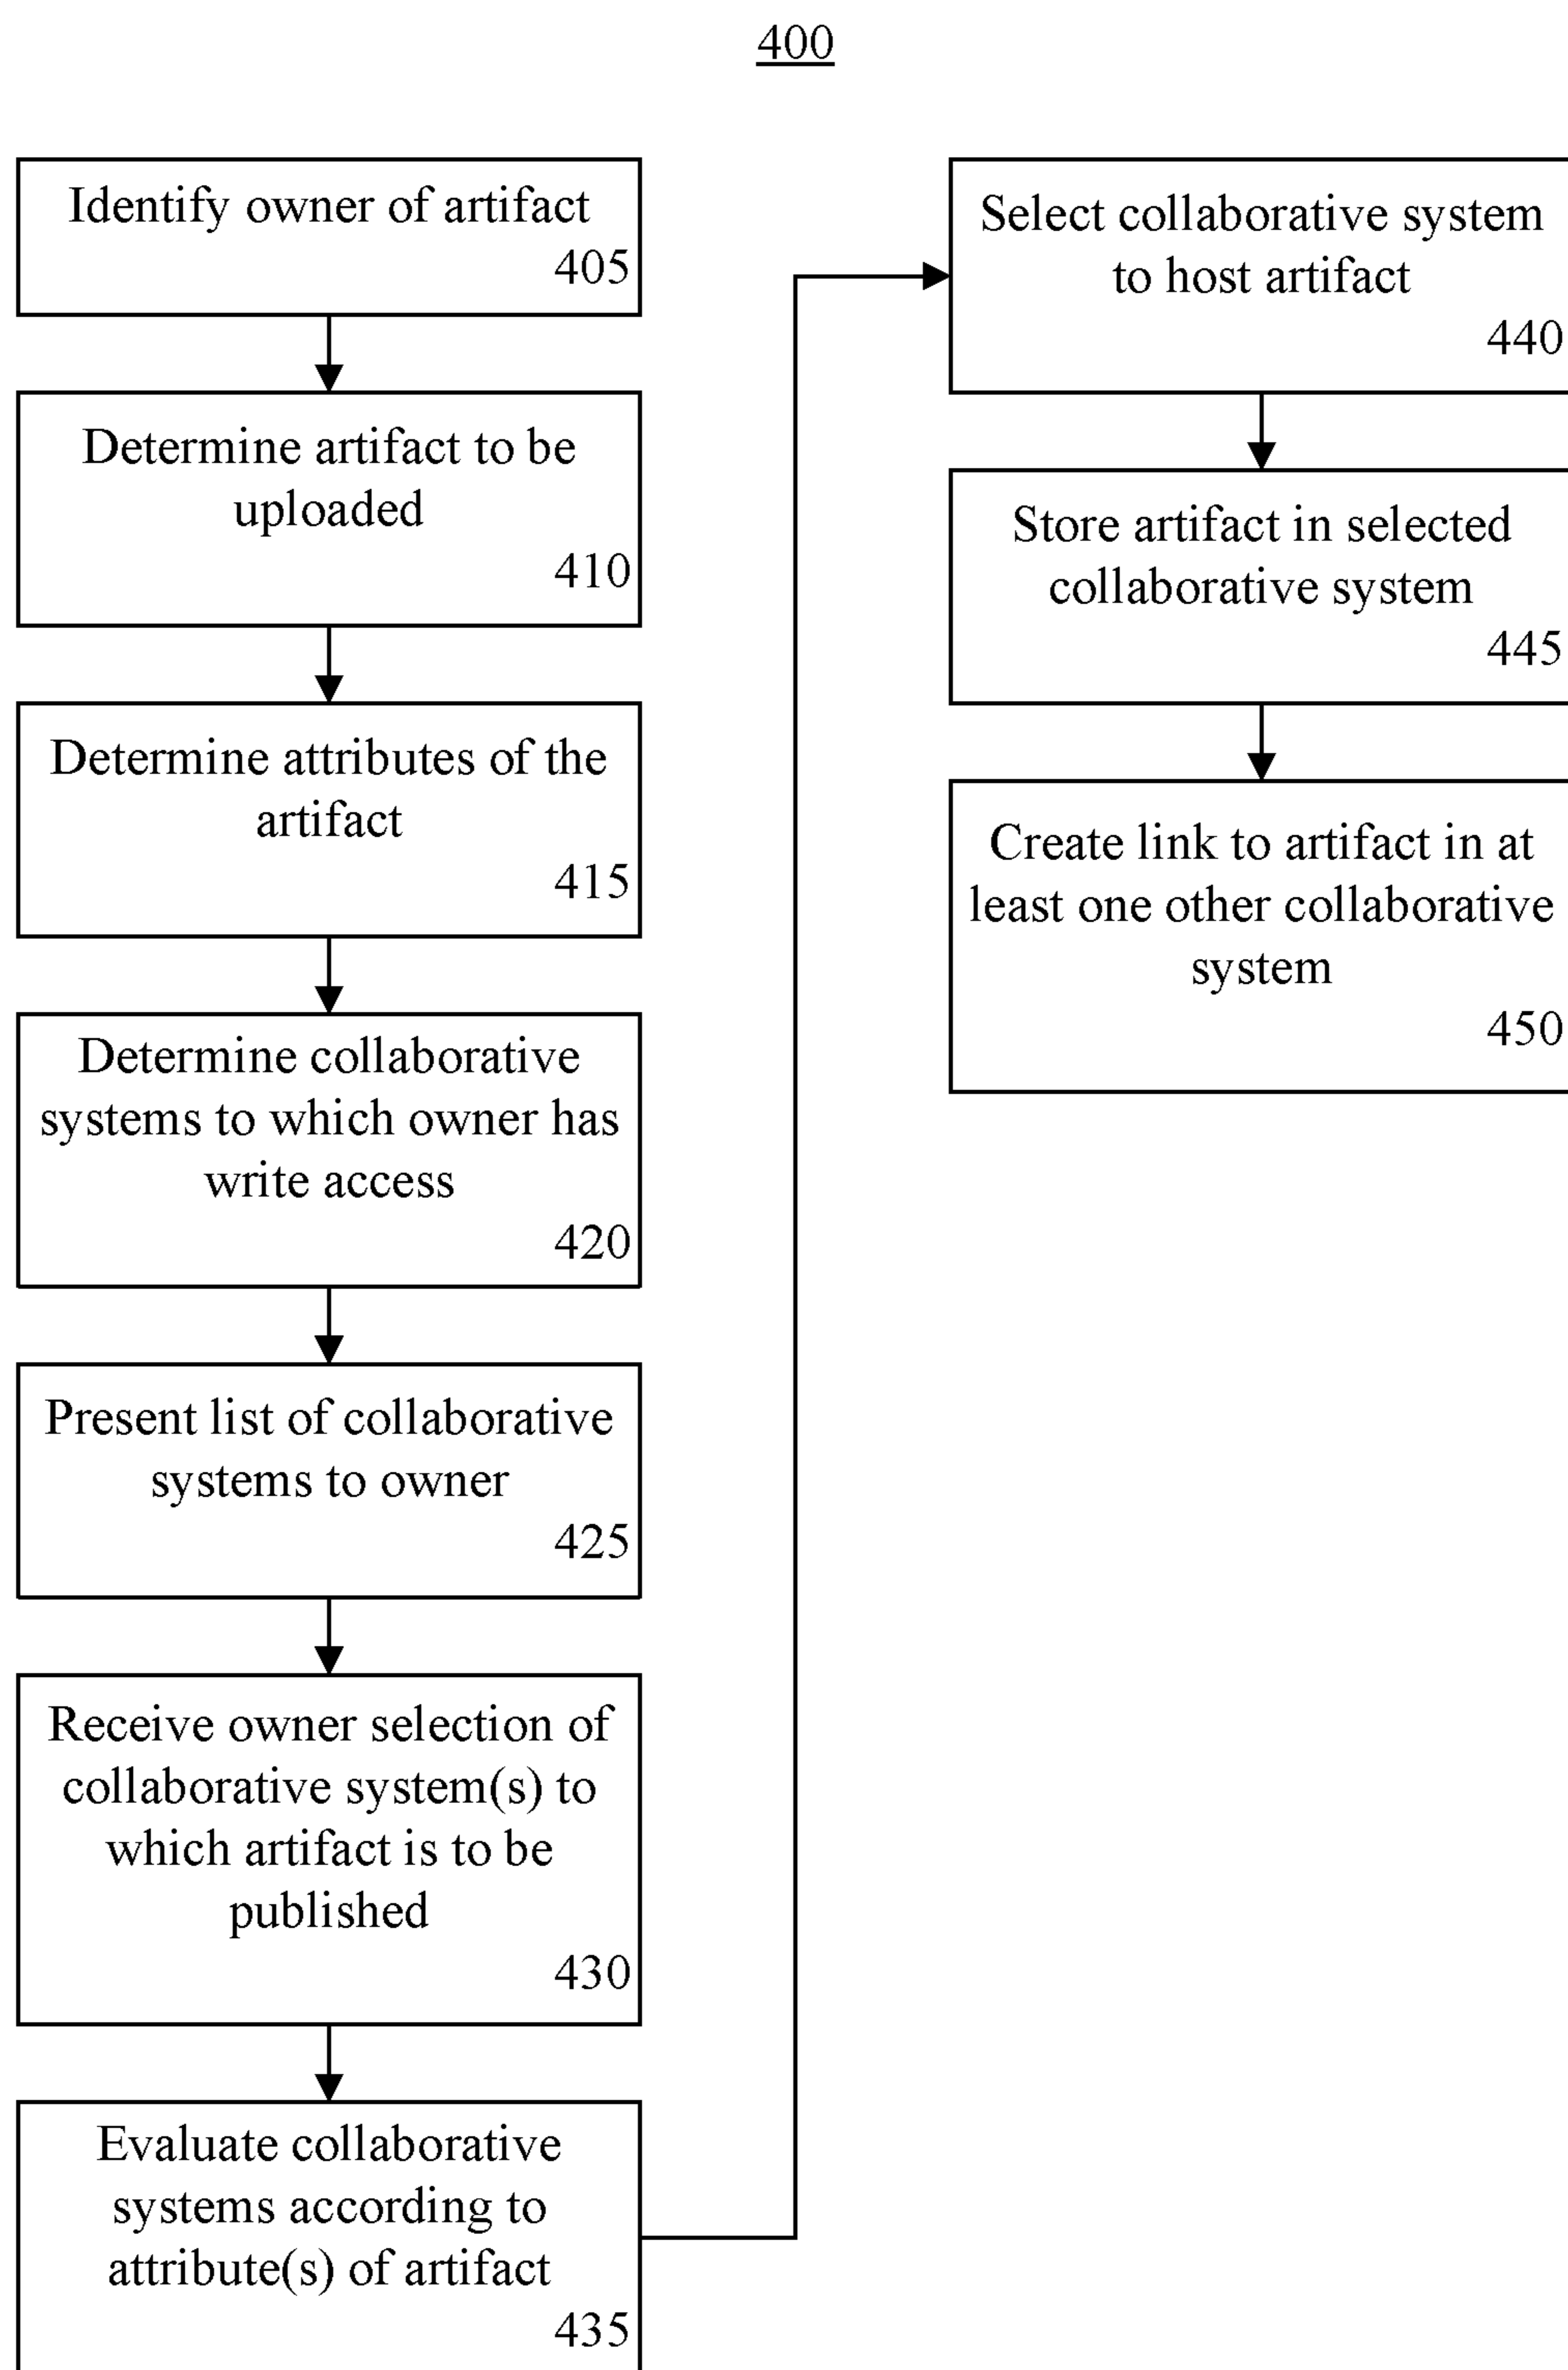 400
Identify owner of artifact
405
Determine artifact to be
uploaded
410
Determine attributes of the
artifact
415
Determine collaborative
systems to which owner has
write access
420
Present list of collaborative
systems to owner
425
Receive owner selection of
collaborative system(s) to
which artifact is to be
published
430
Evaluate collaborative
systems according to
attribute(s) of artifact
435
Select collaborative system
to host artifact
440
Store artifact in selected
collaborative system
445
Create link to artifact in at
least one other collaborative
system
450